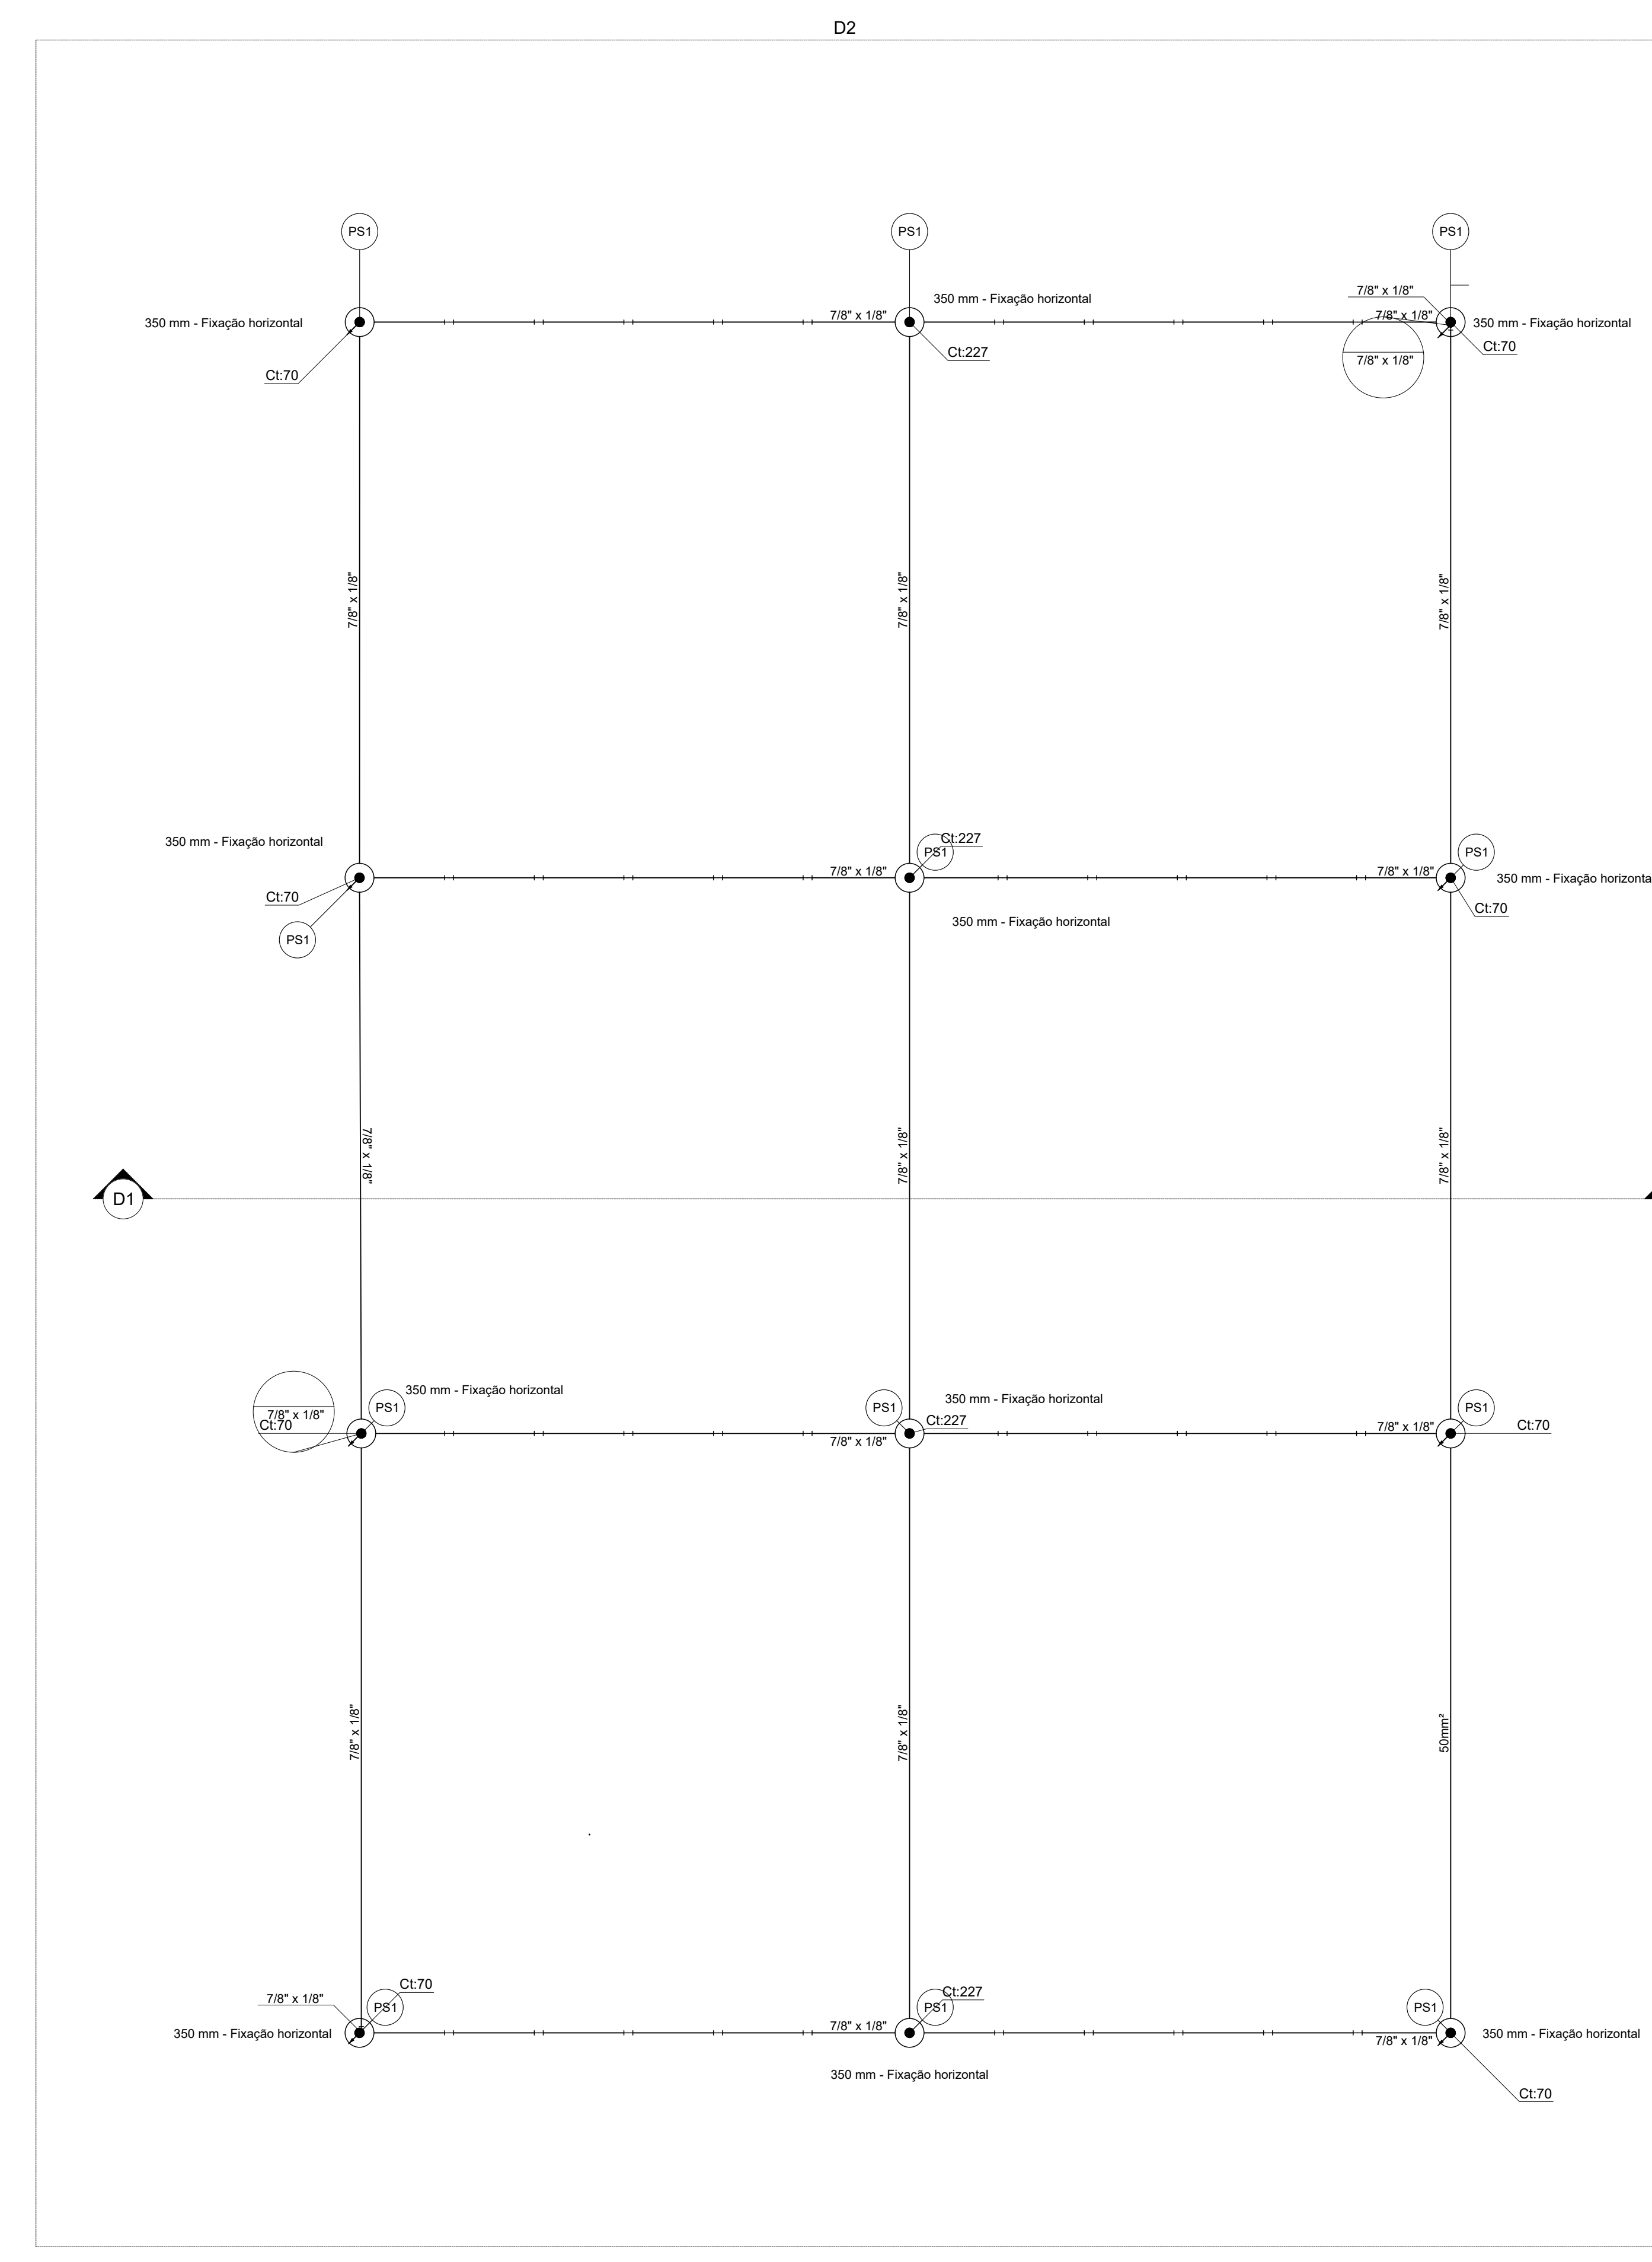 D2
PS1
PS1
PS1
7/8" x 1/8"
350 mm - Fixação horizontal
7/8" x 1/8"
7/8" x 1/8"
350 mm - Fixação horizontal
350 mm - Fixação horizontal
Ct:70
Ct:227
7/8" x 1/8"
Ct:70
7/8" x 1/8"
7/8" x 1/8"
7/8" x 1/8"
350 mm - Fixação horizontal
Ct:227
PS1
PS1
7/8" x 1/8"
7/8" x 1/8"
350 mm - Fixação horizonta
Ct:70
Ct:70
350 mm - Fixação horizontal
PS1
7/8" x 1/8"
7/8" x 1/8"
7/8" x 1/8"
D1
350 mm - Fixação horizontal
350 mm - Fixação horizontal
PS1
PS1
PS1
7/8" x 1/8"
Ct:70
Ct:227
7/8" x 1/8"
Ct:70
7/8" x 1/8"
7/8" x 1/8"
7/8" x 1/8"
50mm²
Ct:70
Ct:227
7/8" x 1/8"
PS1
PS1
PS1
7/8" x 1/8"
350 mm - Fixação horizontal
7/8" x 1/8"
350 mm - Fixação horizontal
350 mm - Fixação horizontal
Ct:70